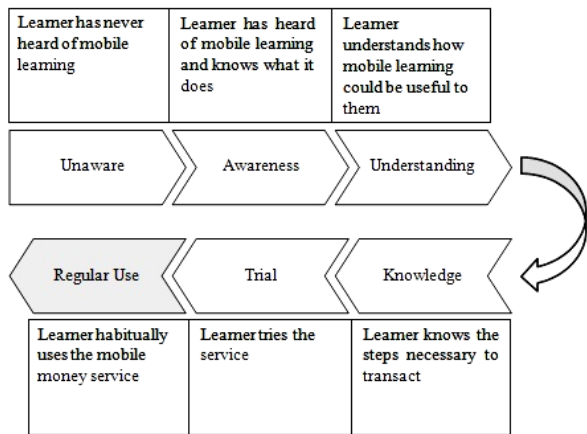 Learner has never
heard of mobile
learning
Learner has heard
of mobile learning
and knows what it
does
Learner
understands how
mobile learning
could be useful to
them
Unaware
Awareness
Understanding
Regular Use
Trial
Knowledge
Learner habitually
uses the mobile
money service
Learner tries the
service
Learner knows the
steps necessary to
transact